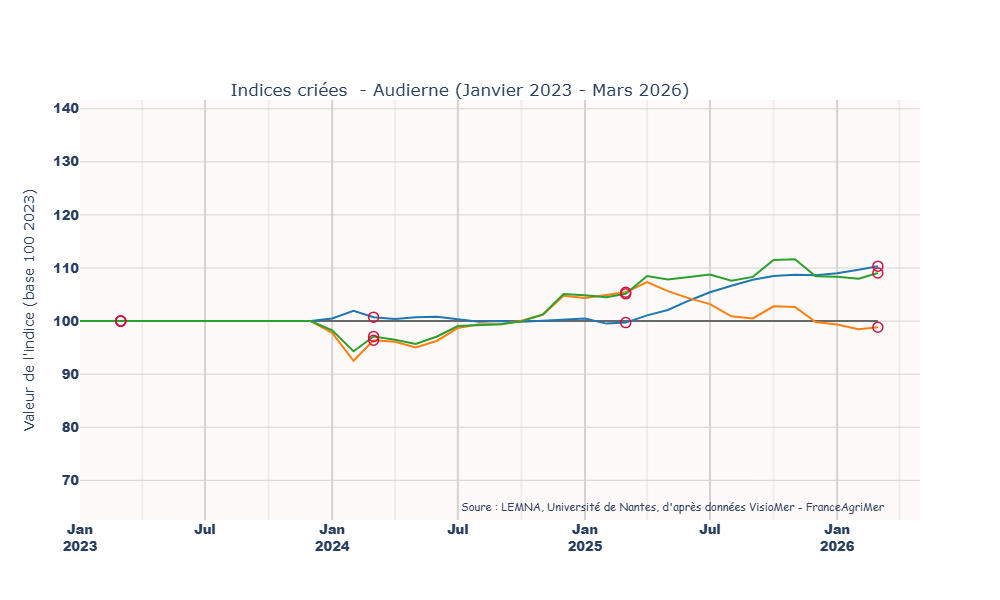 Indices criées  - Audierne (Janvier 2023 - Mars 2026)
Valeur de l'indice (base 100 2023)
140
130
120
110
100
90
80
70
Soure : LEMNA, Université de Nantes, d'après données VisioMer - FranceAgriMer
Jan Jul Jan Jul Jan Jul Jan
2023 2024 2025 2026